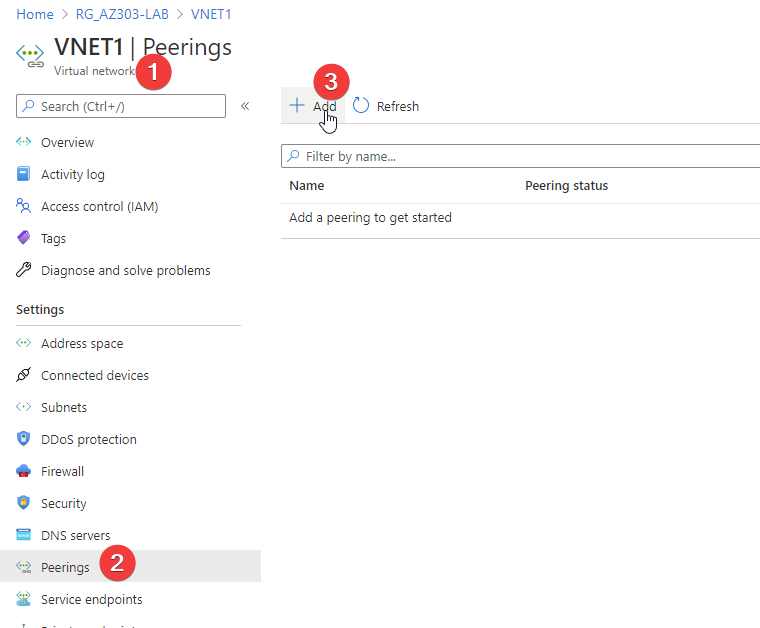 Home > RG_AZ303-LAB > VNET1
VNET1 | Peerings
Virtual network
1
Search (Ctrl+/)
«
Overview
Activity log
Access control (IAM)
Tags
Diagnose and solve problems
Settings
Address space
Connected devices
Subnets
DDoS protection
Firewall
Security
DNS servers
Peerings
2
Service endpoints
3
Add
Refresh
Filter by name...
Name Peering status
Add a peering to get started